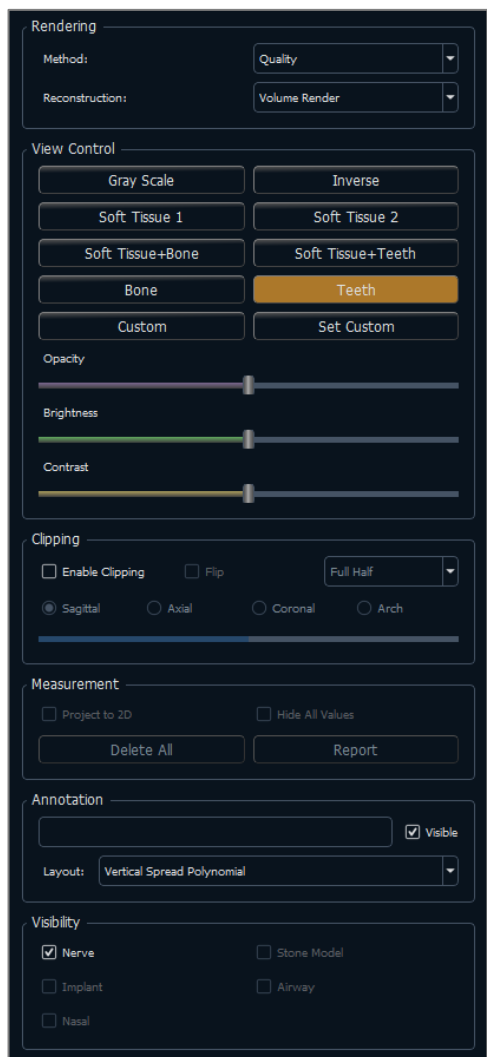 Rendering
Method: Quality
Reconstruction: Volume Render
View Control
Gray Scale Inverse
Soft Tissue 1 Soft Tissue 2
Soft Tissue+Bone Soft Tissue+Teeth
Bone Teeth
Custom Set Custom
Opacity
Brightness
Contrast
Clipping
Enable Clipping Flip Full Half
Sagittal Axial Coronal Arch
Measurement
Project to 2D Hide All Values
Delete All Report
Annotation
Visible
Layout: Vertical Spread Polynomial
Visibility
Nerve Stone Model
Implant Airway
Nasal